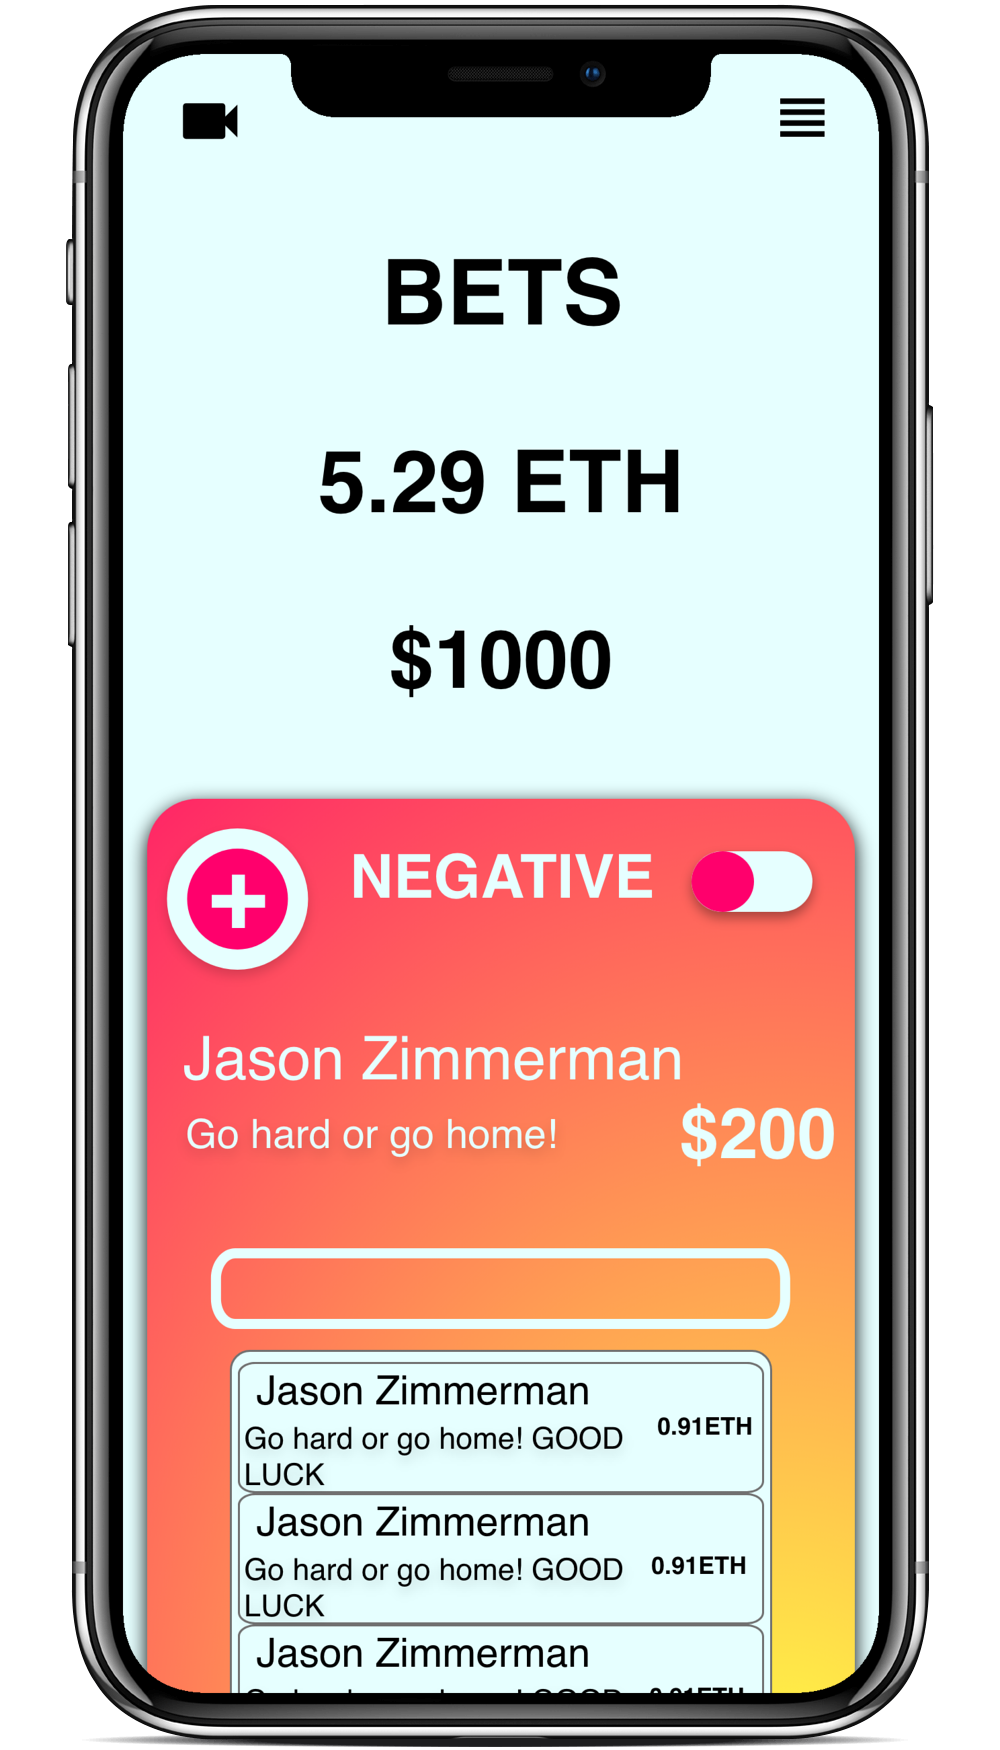 BETS
5.29 ETH
$1000
NEGATIVE
Jason Zimmerman
Go hard or go home!
$200
Jason Zimmerman
Go hard or go home! GOOD
LUCK
0.91ETH
Jason Zimmerman
Go hard or go home! GOOD
LUCK
0.91ETH
Jason Zimmerman